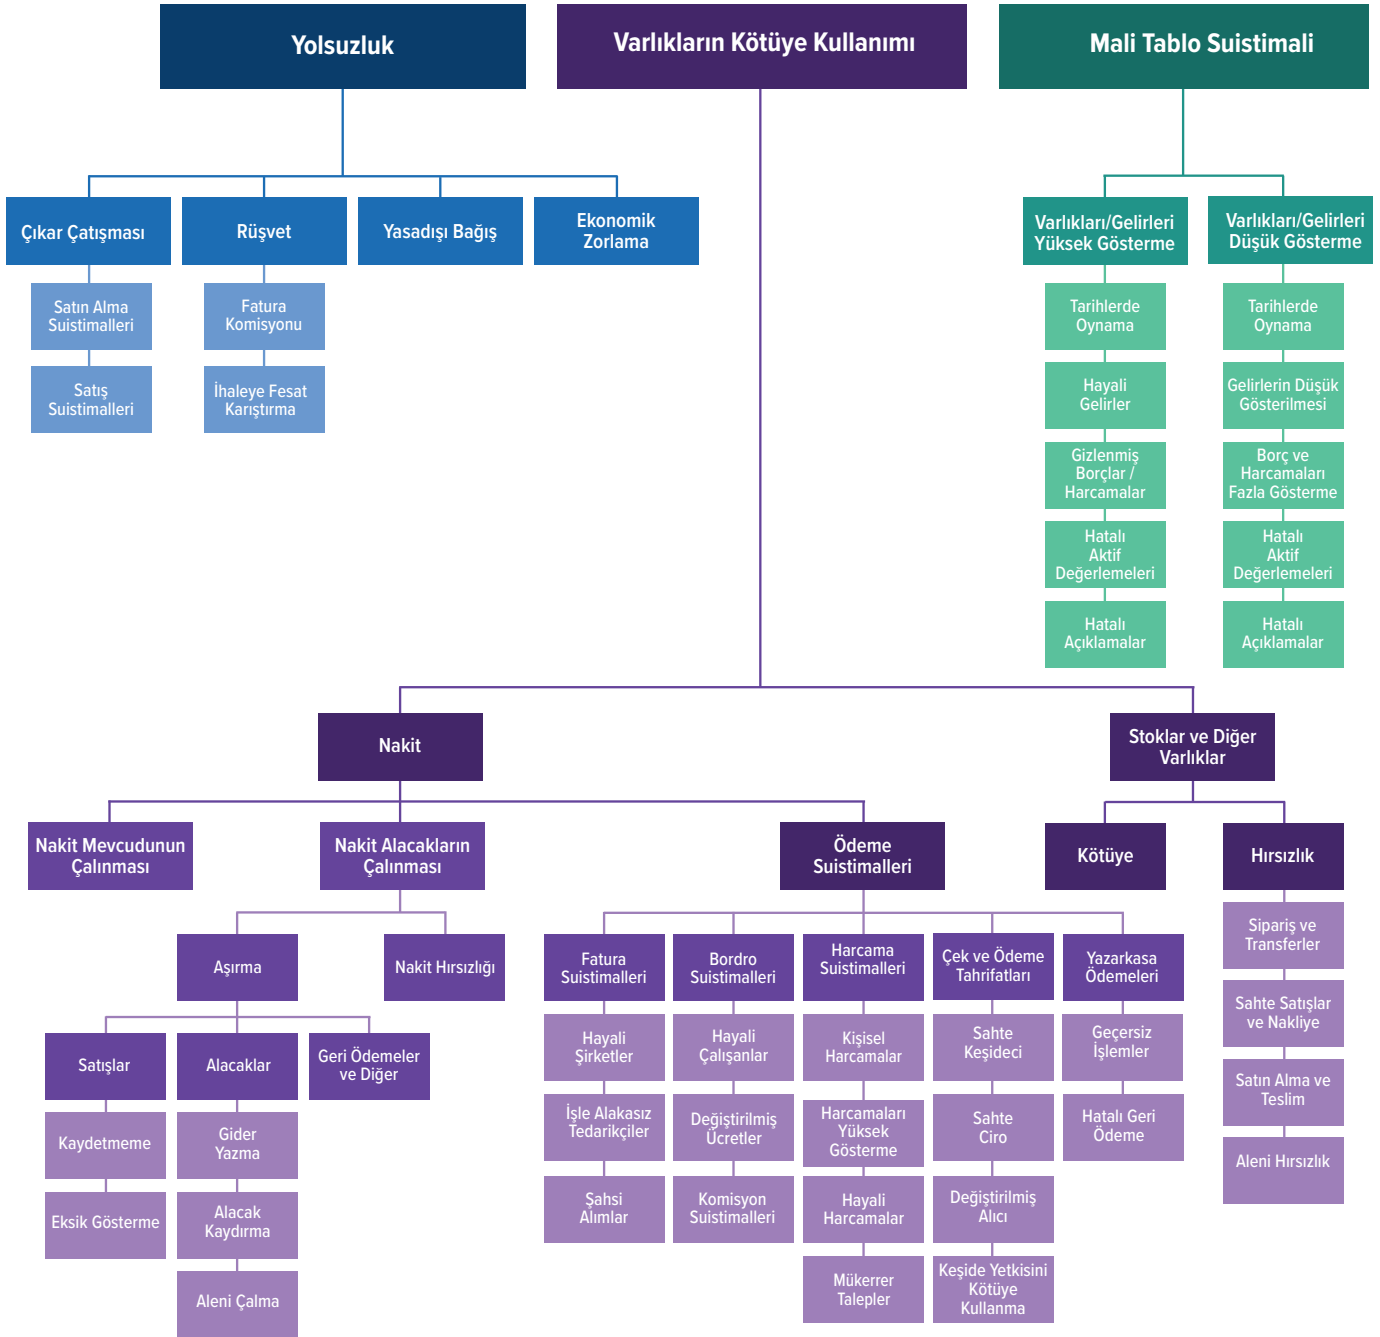 Yolsuzluk
Varlıkların Kötüye Kullanımı
Mali Tablo Suistimali
Çıkar Çatışması
Rüşvet
Yasadışı Bağış
Ekonomik
Zorlama
Satın Alma
Suistimalleri
Satış
Suistimalleri
Fatura
Komisyonu
İhaleye Fesat
Karıştırma
Varlıkları/Gelirleri
Yüksek Gösterme
Varlıkları/Gelirleri
Düşük Gösterme
Tarihlerde
Oynama
Hayali
Gelirler
Gizlenmiş
Borçlar /
Harcamalar
Hatalı
Aktif
Değerlemeleri
Hatalı
Açıklamalar
Tarihlerde
Oynama
Gelirlerin Düşük
Gösterilmesi
Borç ve
Harcamaları
Fazla Gösterme
Hatalı
Aktif
Değerlemeleri
Hatalı
Açıklamalar
Nakit
Stoklar ve Diğer
Varlıklar
Nakit Mevcudunun
Çalınması
Nakit Alacakların
Çalınması
Ödeme
Suistimalleri
Kötüye
Hırsızlık
Aşırma
Nakit Hırsızlığı
Satışlar
Alacaklar
Geri Ödemeler
ve Diğer
Kaydetmeme
Eksik Gösterme
Gider
Yazma
Alacak
Kaydırma
Aleni Çalma
Fatura
Suistimalleri
Hayali
Şirketler
İşle Alakasız
Tedarikçiler
Şahsi
Alımlar
Bordro
Suistimalleri
Hayali
Çalışanlar
Değiştirilmiş
Ücretler
Komisyon
Suistimalleri
Harcama
Suistimalleri
Kişisel
Harcamalar
Harcamaları
Yüksek
Gösterme
Hayali
Harcamalar
Mükerrer
Talepler
Çek ve Ödeme
Tahrifatları
Sahte
Keşideci
Sahte
Ciro
Değiştirilmiş
Alıcı
Keşide Yetkisini
Kötüye
Kullanma
Yazarkasa
Ödemeleri
Geçersiz
İşlemler
Hatalı Geri
Ödeme
Sipariş ve
Transferler
Sahte Satışlar
ve Nakliye
Satın Alma ve
Teslim
Aleni Hırsızlık